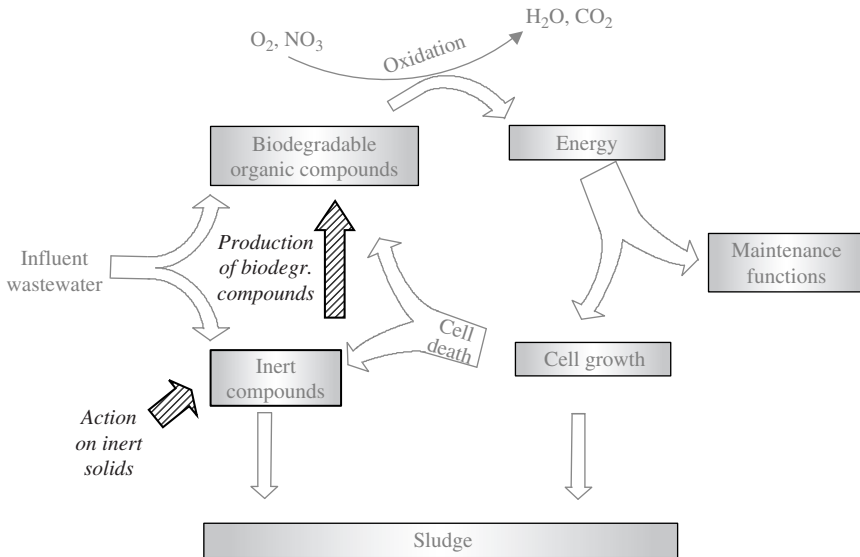 H₂O, CO₂
O₂, NO₃
Oxidation
Biodegradable
organic compounds
Energy
Production
of biodegr.
compounds
Influent
wastewater
Maintenance
functions
Cell
death
Inert
compounds
Cell growth
Action
on inert
solids
Sludge